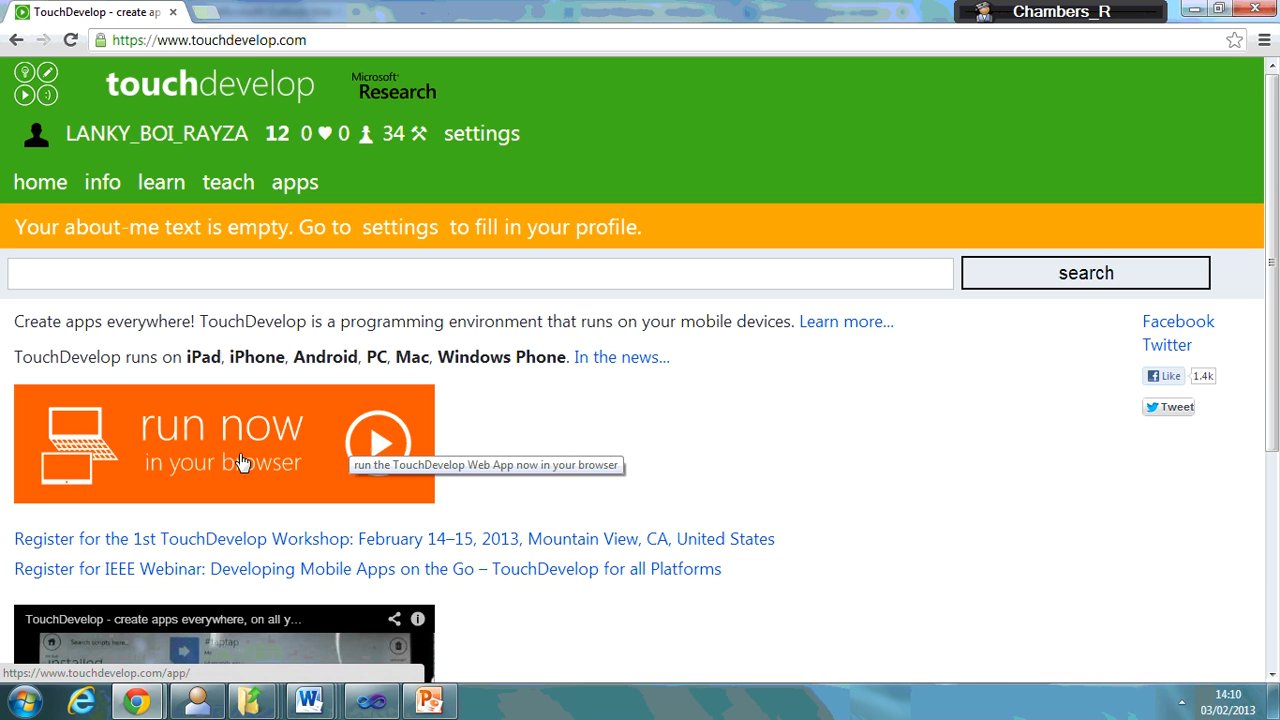 TouchDevelop - create ap
Chambers_R
https://www.touchdevelop.com
touchdevelop
Microsoft®
Research
LANKY_BOI_RAYZA 12 0 0 34 settings
home info learn teach apps
Your about-me text is empty. Go to settings to fill in your profile.
search
Create apps everywhere! TouchDevelop is a programming environment that runs on your mobile devices. Learn more...
Facebook
Twitter
TouchDevelop runs on iPad, iPhone, Android, PC, Mac, Windows Phone. In the news...
Like 1.4k
Tweet
run now
in your browser
run the TouchDevelop Web App now in your browser
Register for the 1st TouchDevelop Workshop: February 14–15, 2013, Mountain View, CA, United States
Register for IEEE Webinar: Developing Mobile Apps on the Go – TouchDevelop for all Platforms
TouchDevelop - create apps everywhere, on all y...
Search scripts here...
#taptap
installed
https://www.touchdevelop.com/app/
14:10
03/02/2013